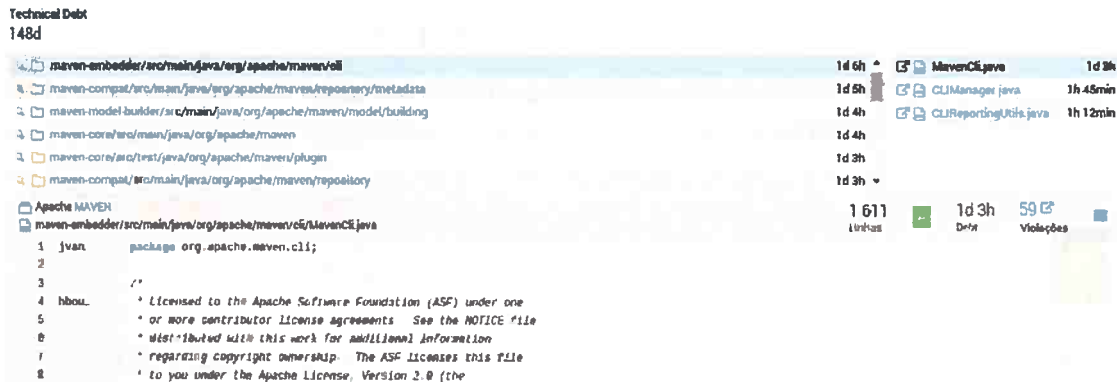 Technical Debt
148d
maven-embedder/src/main/java/org/apache/maven/cli 1d 6h
maven-compat/src/main/java/org/apache/maven/repository/metadata 1d 5h
maven-model-builder/src/main/java/org/apache/maven/model/building 1d 4h
maven-core/src/main/java/org/apache/maven 1d 4h
maven-core/src/test/java/org/apache/maven/plugin 1d 3h
maven-compat/src/main/java/org/apache/maven/repository 1d 3h
MavenCli.java 1d 3h
CLIManager.java 1h 45min
CLIReportingUtils.java 1h 12min
Apache MAVEN
maven-embedder/src/main/java/org/apache/maven/cli/MavenCli.java
1 611 1d 3h 59
Linhas Debt Violações
1 jvan package org.apache.maven.cli;
2
3 /*
4 hbou_ * Licensed to the Apache Software Foundation (ASF) under one
5 * or more contributor license agreements. See the NOTICE file
6 * distributed with this work for additional information
7 * regarding copyright ownership. The ASF licenses this file
8 * to you under the Apache License, Version 2.0 (the